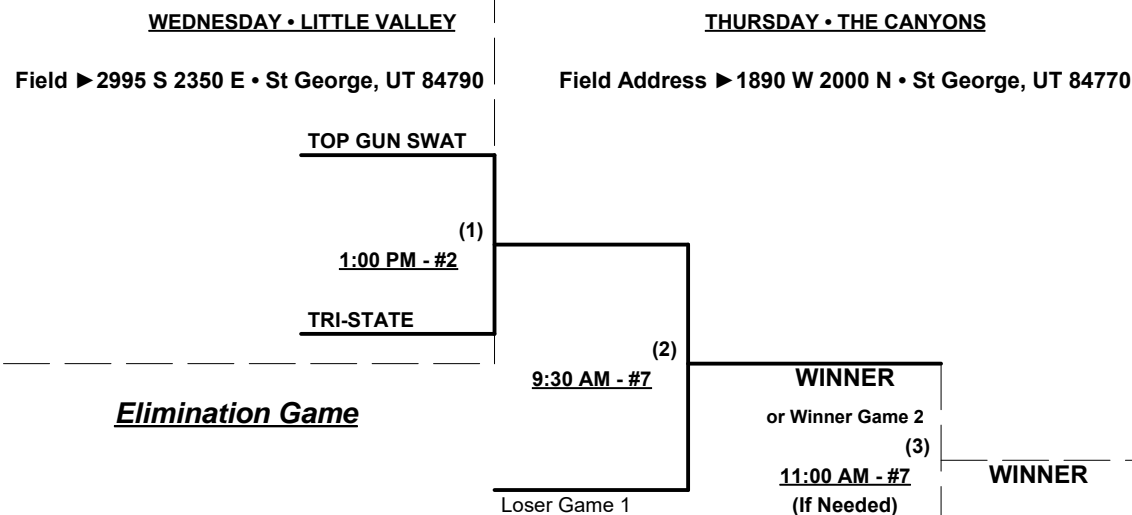 WEDNESDAY • LITTLE VALLEY
THURSDAY • THE CANYONS
Field ►2995 S 2350 E • St George, UT 84790
Field Address ►1890 W 2000 N • St George, UT 84770
TOP GUN SWAT
(1)
1:00 PM - #2
TRI-STATE
(2)
9:30 AM - #7
WINNER
Elimination Game
or Winner Game 2
(3)
11:00 AM - #7
WINNER
Loser Game 1
(If Needed)